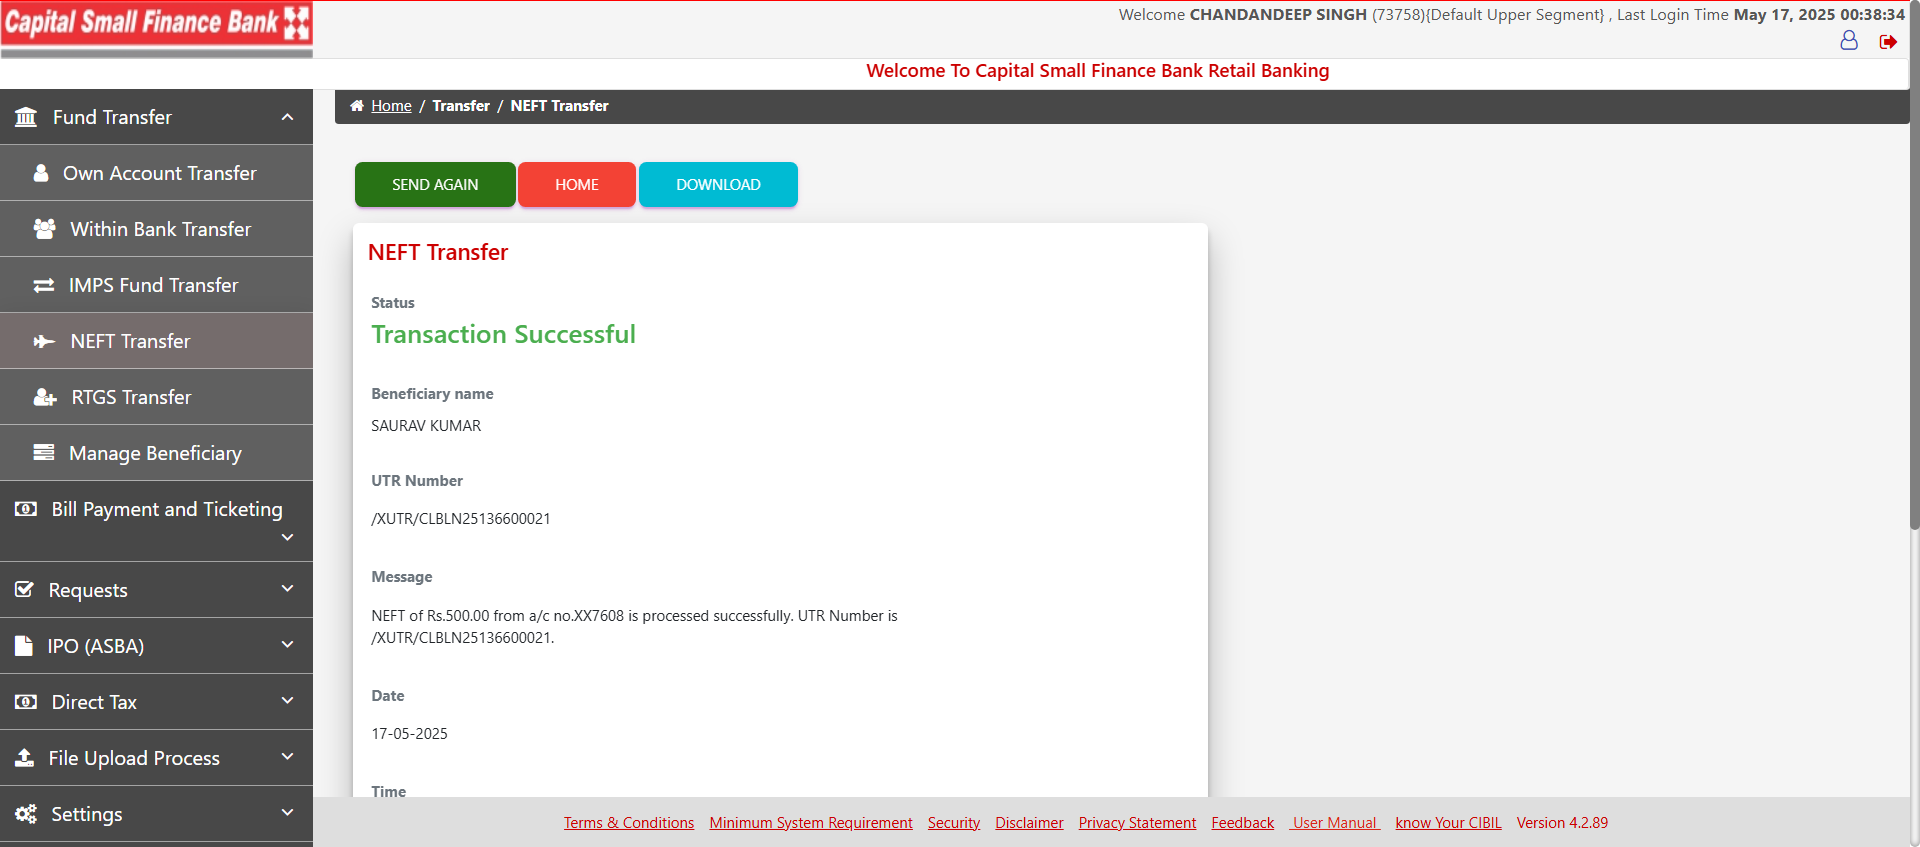 Capital Small Finance Bank
Welcome CHANDANDEEP SINGH (73758){Default Upper Segment} , Last Login Time May 17, 2025 00:38:34
Welcome To Capital Small Finance Bank Retail Banking
Fund Transfer
Own Account Transfer
Within Bank Transfer
IMPS Fund Transfer
NEFT Transfer
RTGS Transfer
Manage Beneficiary
Bill Payment and Ticketing
Requests
IPO (ASBA)
Direct Tax
File Upload Process
Settings
Home / Transfer / NEFT Transfer
SEND AGAIN
HOME
DOWNLOAD
NEFT Transfer
Status
Transaction Successful
Beneficiary name
SAURAV KUMAR
UTR Number
/XUTR/CLBLN25136600021
Message
NEFT of Rs.500.00 from a/c no.XX7608 is processed successfully. UTR Number is
/XUTR/CLBLN25136600021.
Date
17-05-2025
Time
Terms & Conditions Minimum System Requirement Security Disclaimer Privacy Statement Feedback User Manual know Your CIBIL Version 4.2.89